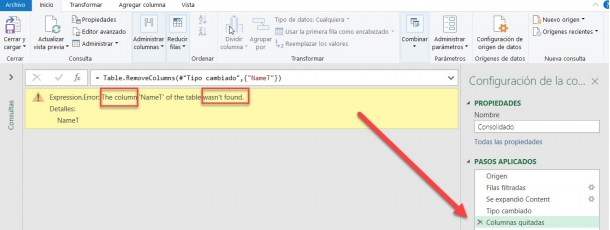 Archivo Inicio Transformar Agregar columna Vista
Cerrar y cargar
Cerrar
Actualizar vista previa
Propiedades
Editor avanzado
Administrar
Consulta
Administrar columnas
Reducir filas
Ordenar
Dividir columna
Agrupar por
Tipo de datos: Cualquiera
Usar la primera fila como encabezado
Reemplazar los valores
Transformar
Combinar
Administrar parámetros
Parámetros
Configuración de origen de datos
Orígenes de datos
Nuevo origen
Orígenes recientes
Nueva consulta
Consultas
= Table.RemoveColumns(#"Tipo cambiado",{"NameT"})
Expression.Error: The column 'NameT' of the table wasn't found.
Detalles:
NameT
Configuración de la co...
PROPIEDADES
Nombre
Consolidado
Todas las propiedades
PASOS APLICADOS
Origen
Filas filtradas
Se expandió Content
Tipo cambiado
Columnas quitadas